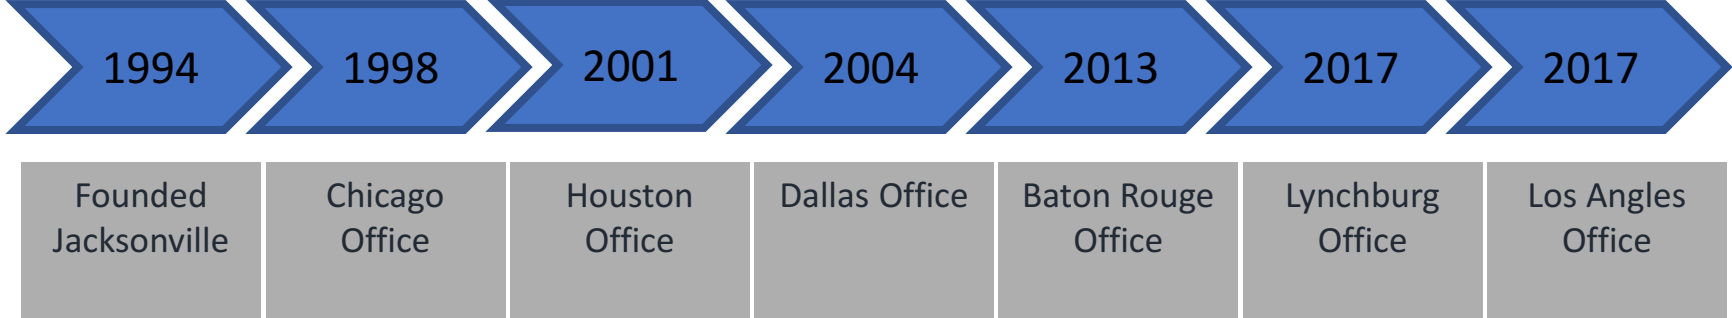 1994 1998 2001 2004 2013 2017 2017
Founded Jacksonville
Chicago Office
Houston Office
Dallas Office
Baton Rouge Office
Lynchburg Office
Los Angles Office